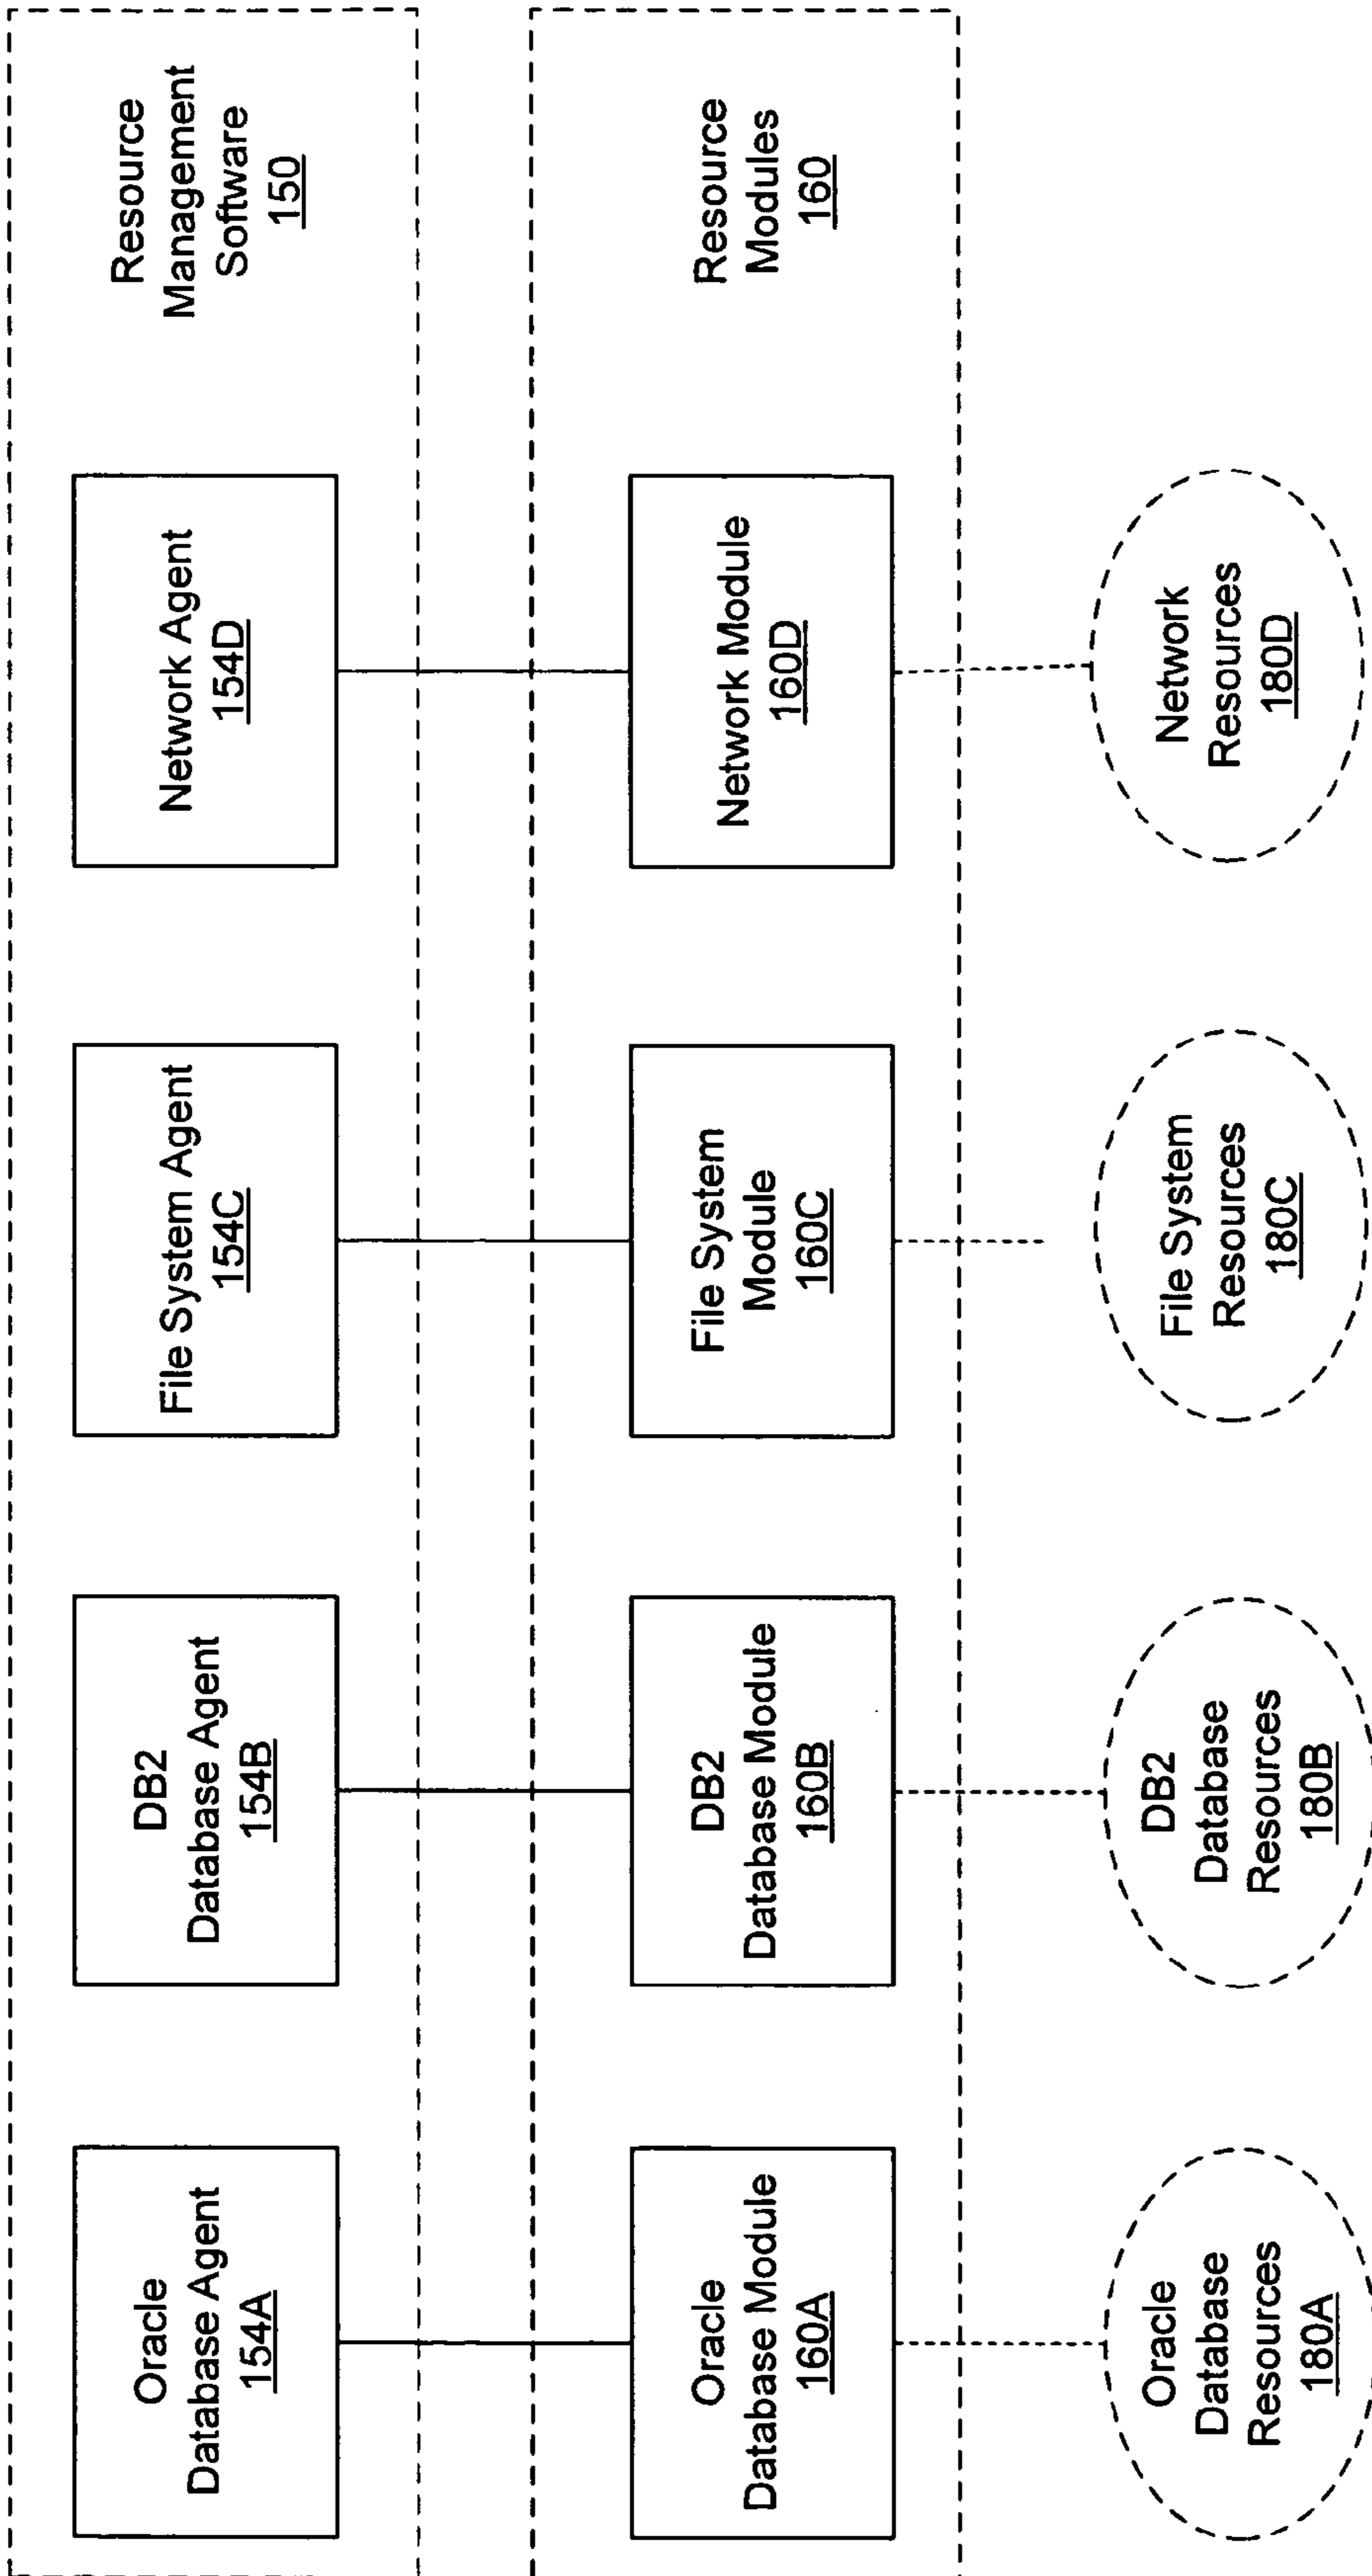 Oracle
Database Agent
154A
DB2
Database Agent
154B
File System Agent
154C
Network Agent
154D
Resource
Management
Software
150
Oracle
Database Module
160A
DB2
Database Module
160B
File System
Module
160C
Network Module
160D
Resource
Modules
160
Oracle
Database
Resources
180A
DB2
Database
Resources
180B
File System
Resources
180C
Network
Resources
180D